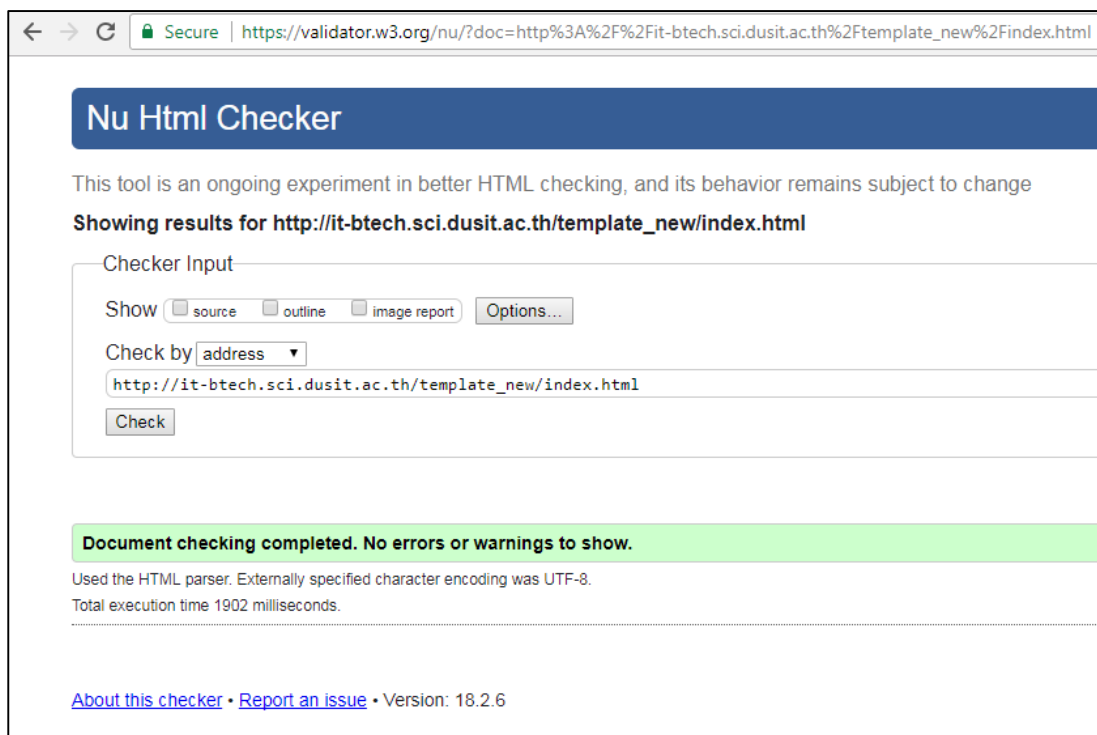 Secure | https://validator.w3.org/nu/?doc=http%3A%2F%2Fit-btech.sci.dusit.ac.th%2Ftemplate_new%2Findex.html
Nu Html Checker
This tool is an ongoing experiment in better HTML checking, and its behavior remains subject to change
Showing results for http://it-btech.sci.dusit.ac.th/template_new/index.html
Checker Input
Show source outline image report Options...
Check by address
http://it-btech.sci.dusit.ac.th/template_new/index.html
Check
Document checking completed. No errors or warnings to show.
Used the HTML parser. Externally specified character encoding was UTF-8.
Total execution time 1902 milliseconds.
About this checker • Report an issue • Version: 18.2.6